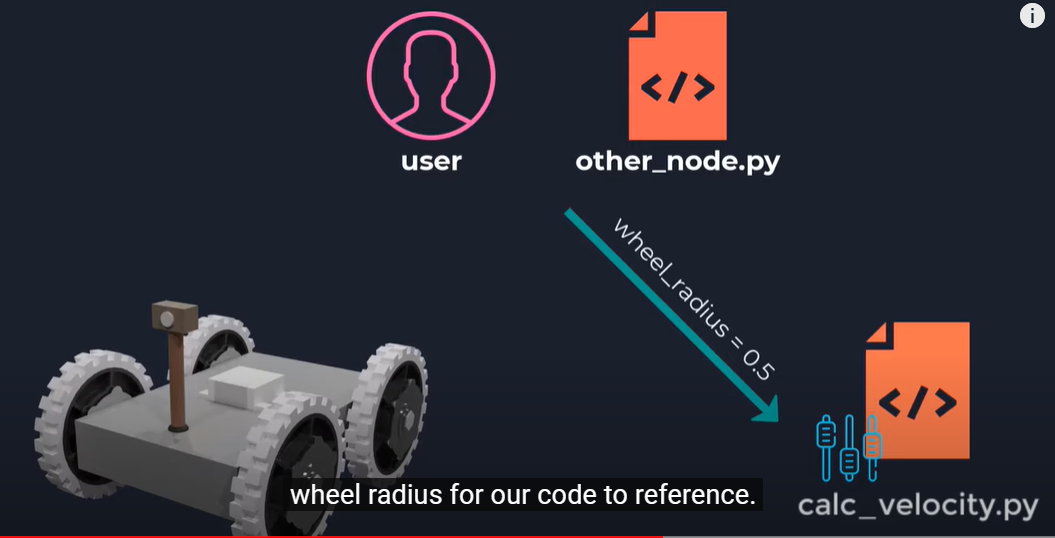 i
</>
user
other_node.py
wheel_radius = 0.5
</>
wheel radius for our code to reference.
calc_velocity.py